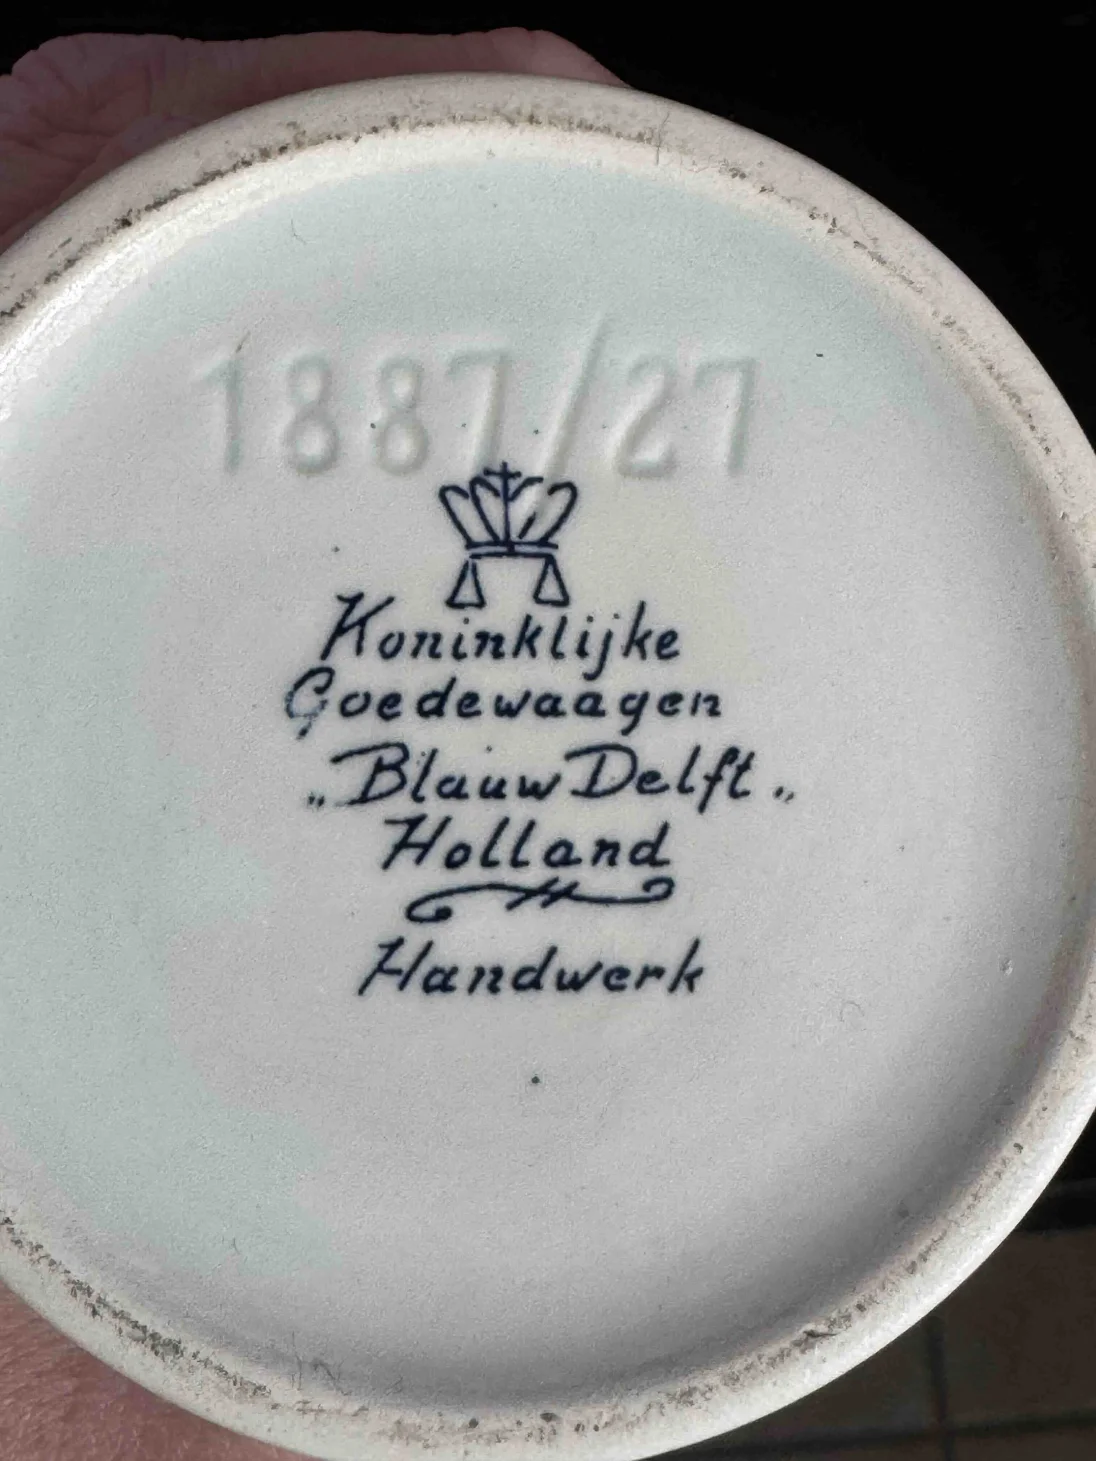 1887/27
Koninklijke
Goedewaagen
„Blauw Delft„
Holland
Handwerk